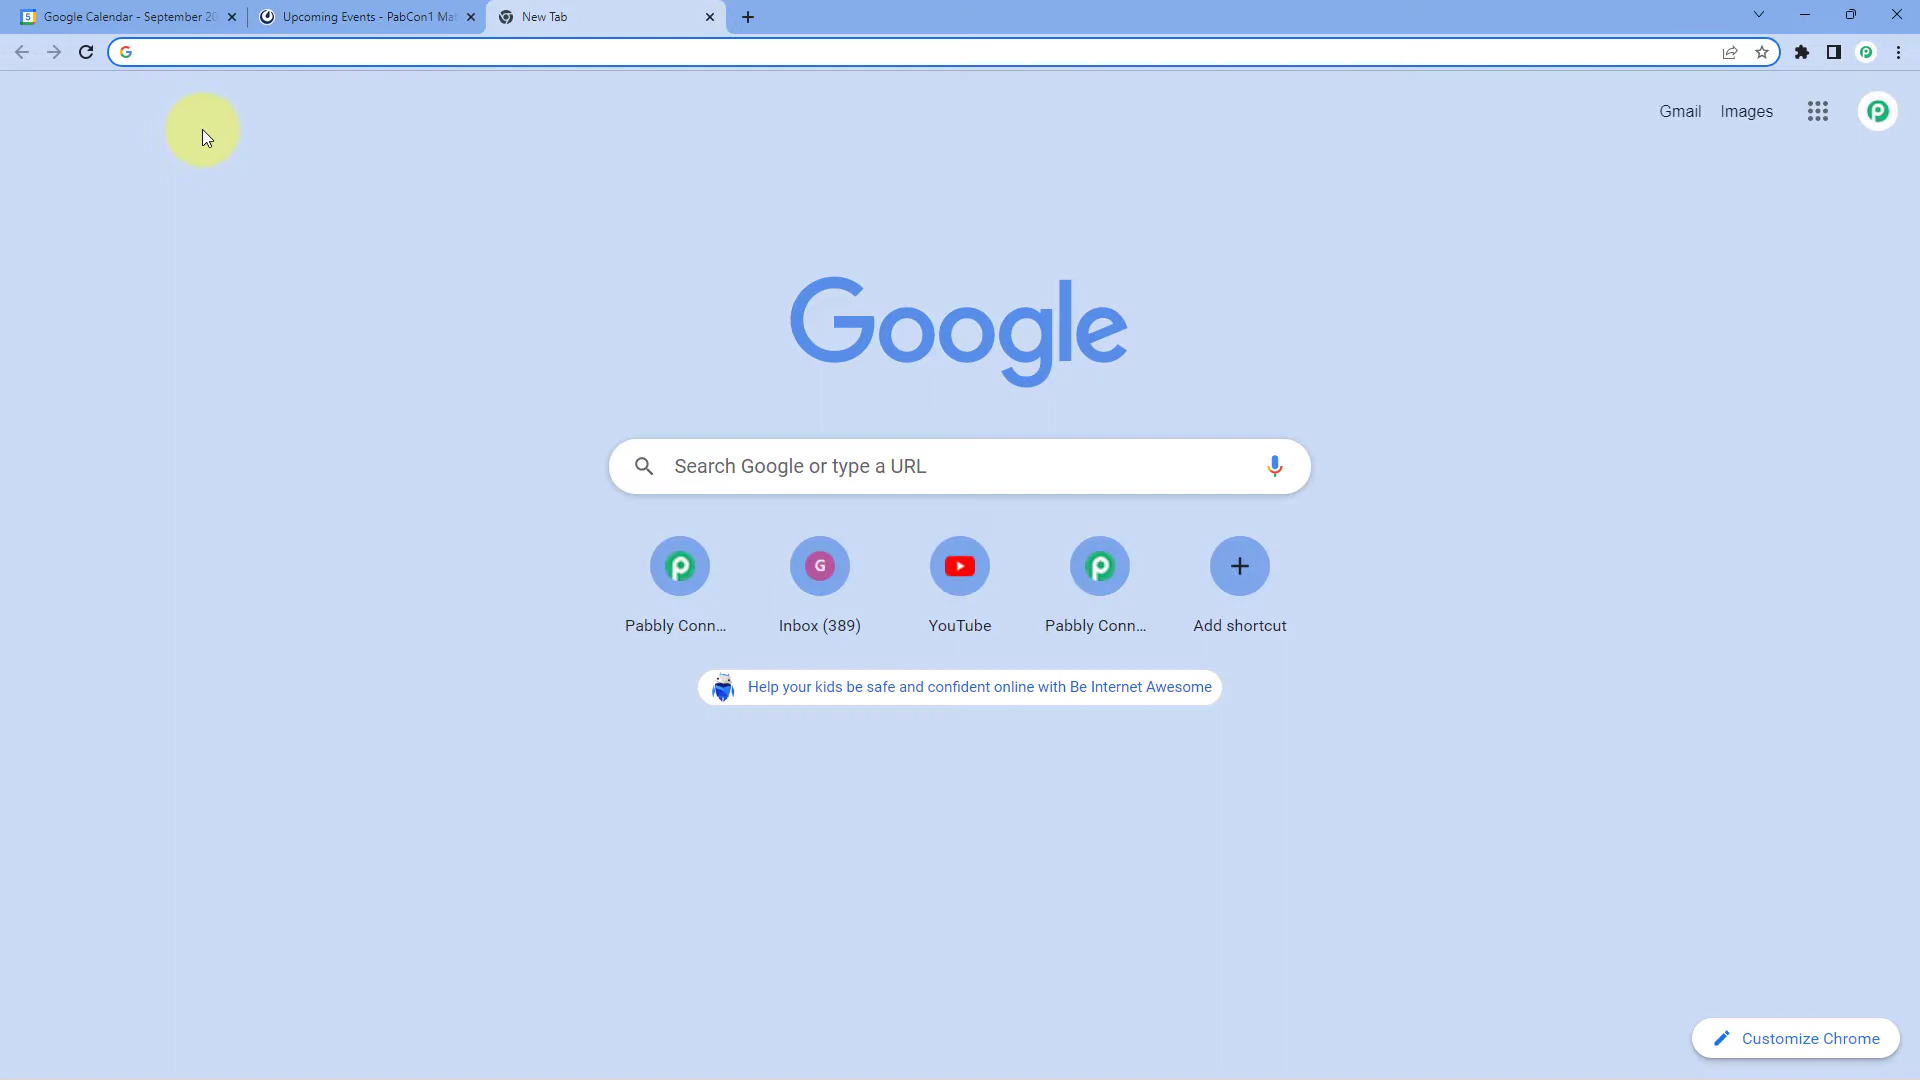 Google Calendar - September 20
Upcoming Events - PabCon1 Mat
New Tab
Gmail
Images
Google
Search Google or type a URL
G
Pabbly Conn...
Inbox (389)
YouTube
Pabbly Conn...
Add shortcut
Help your kids be safe and confident online with Be Internet Awesome
Customize Chrome